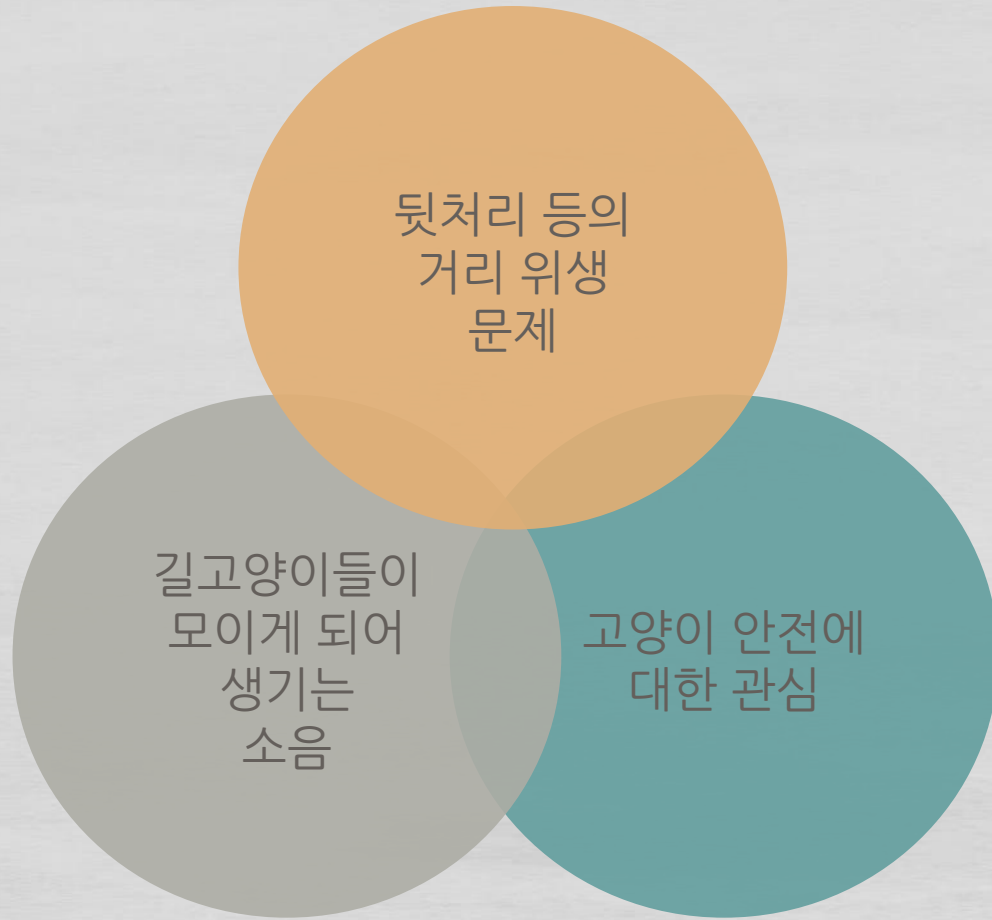 뒷처리 등의
거리 위생
문제
길고양이들이
모이게 되어
생기는
소음
고양이 안전에
대한 관심